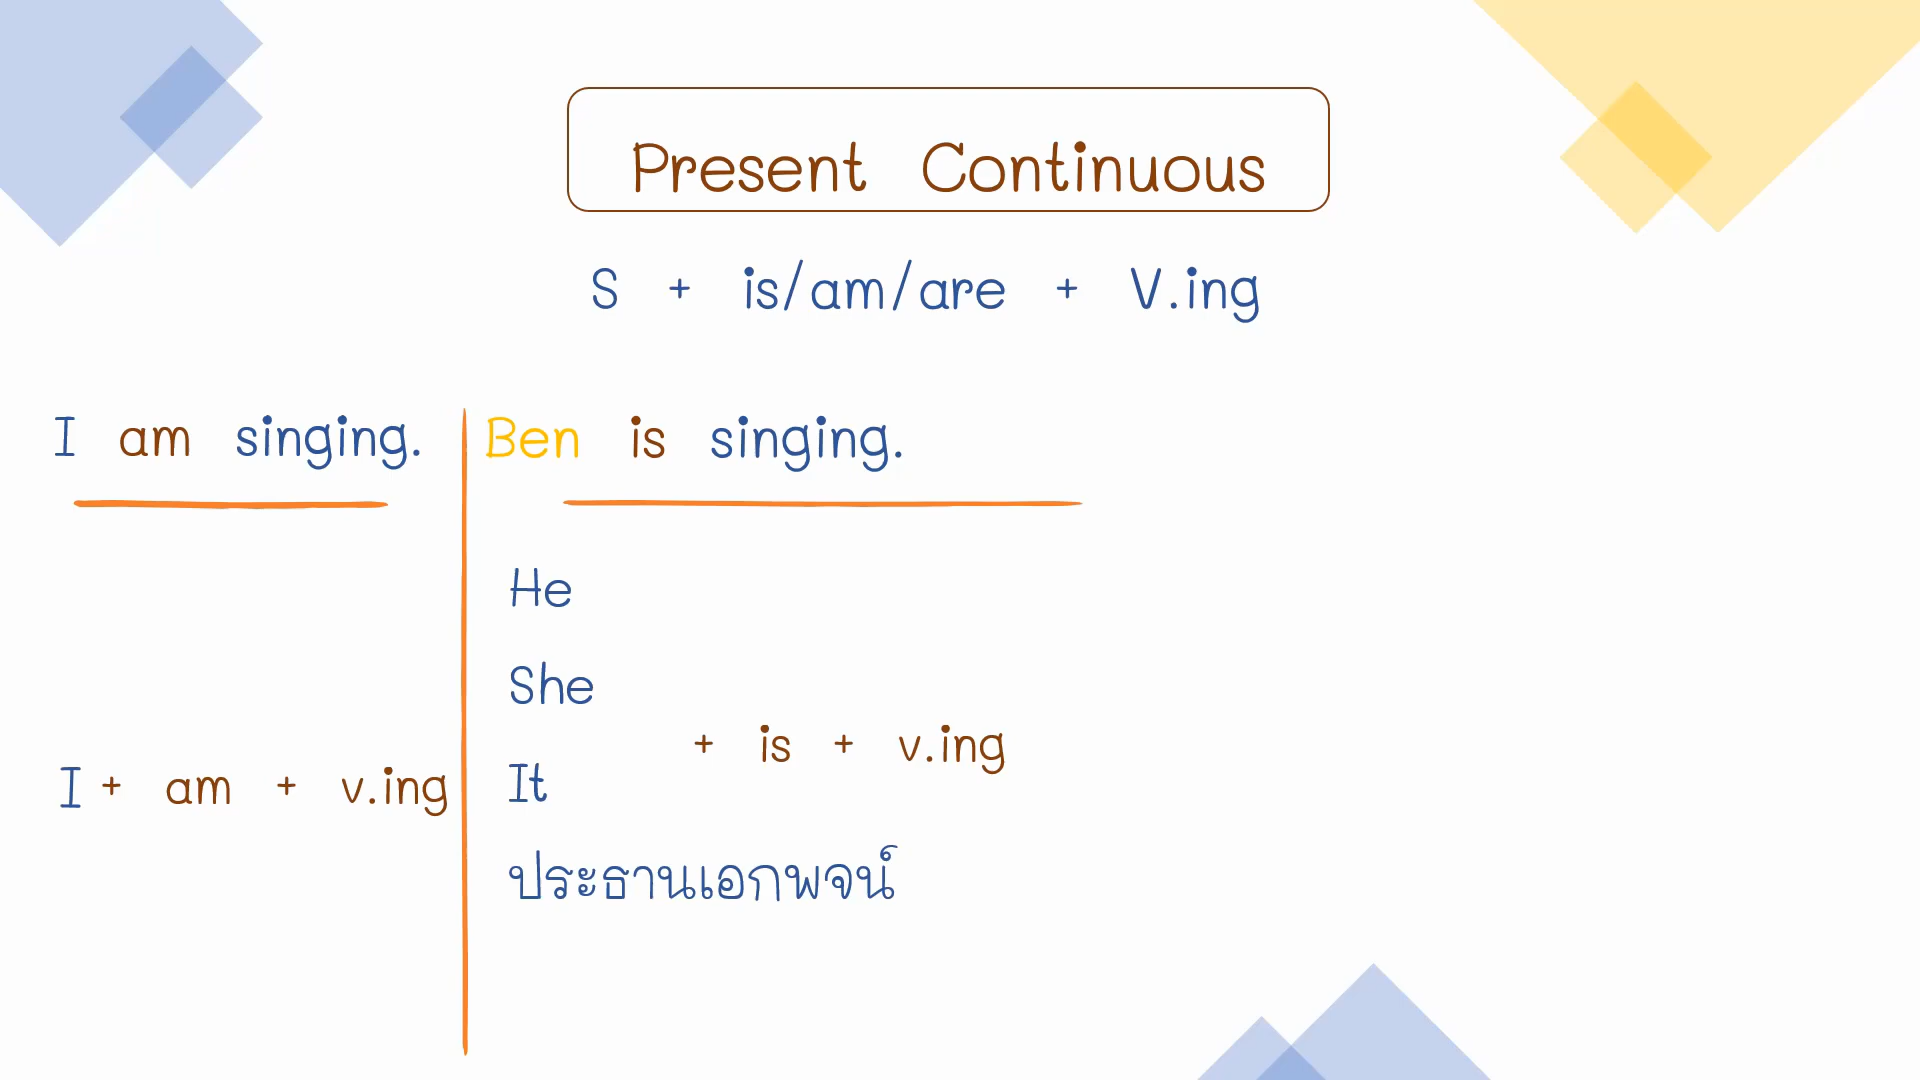 Present Continuous
S + is/am/are + V.ing
I am singing.
Ben is singing.
I + am + v.ing
He
She
It
ประธานเอกพจน์
+ is + v.ing